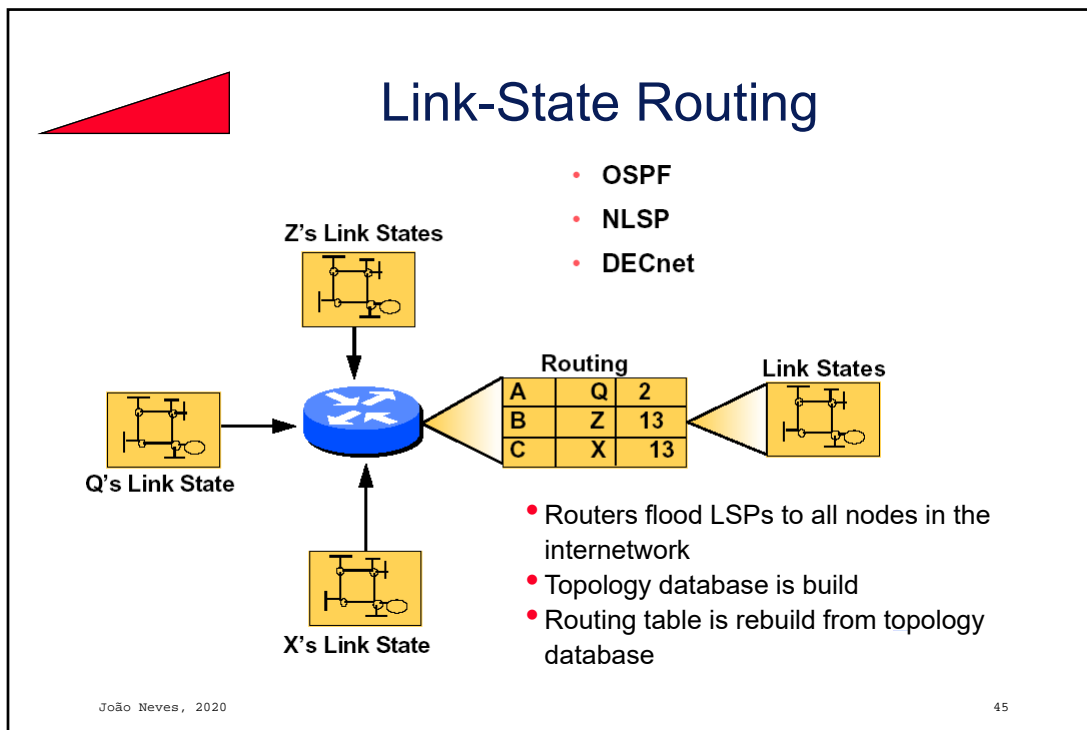 Link-State Routing
• OSPF
• NLSP
• DECnet
Z's Link States
Q's Link State
X's Link State
Routing
A Q 2
B Z 13
C X 13
Link States
• Routers flood LSPs to all nodes in the
internetwork
• Topology database is build
• Routing table is rebuild from topology
database
João Neves, 2020
45